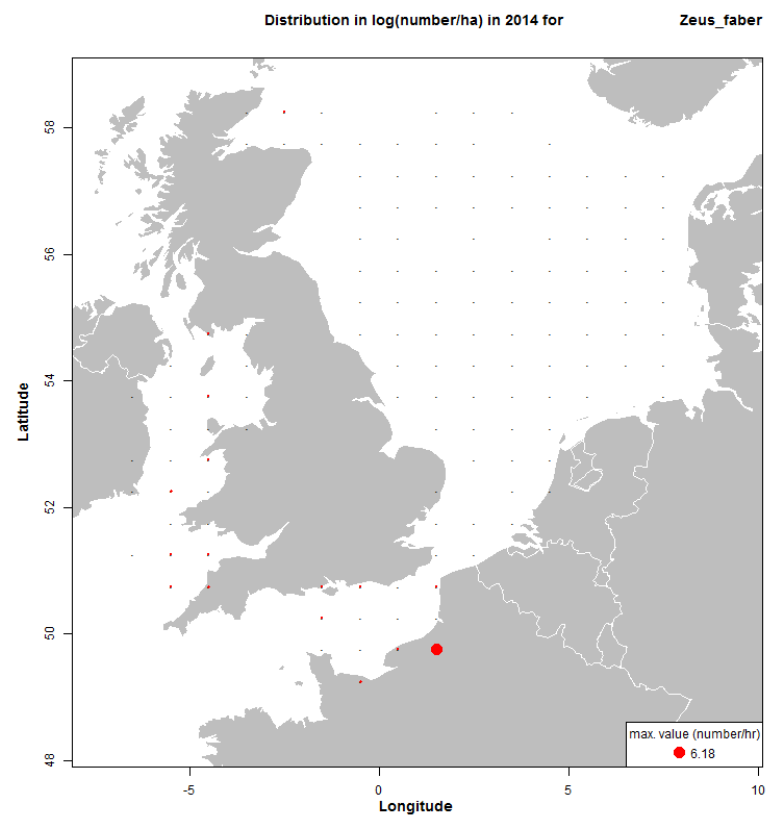 Distribution in log(number/ha) in 2014 for Zeus_faber
58
56
54
52
50
48
Latitude
-5 0 5 10
Longitude
max. value (number/hr)
6.18